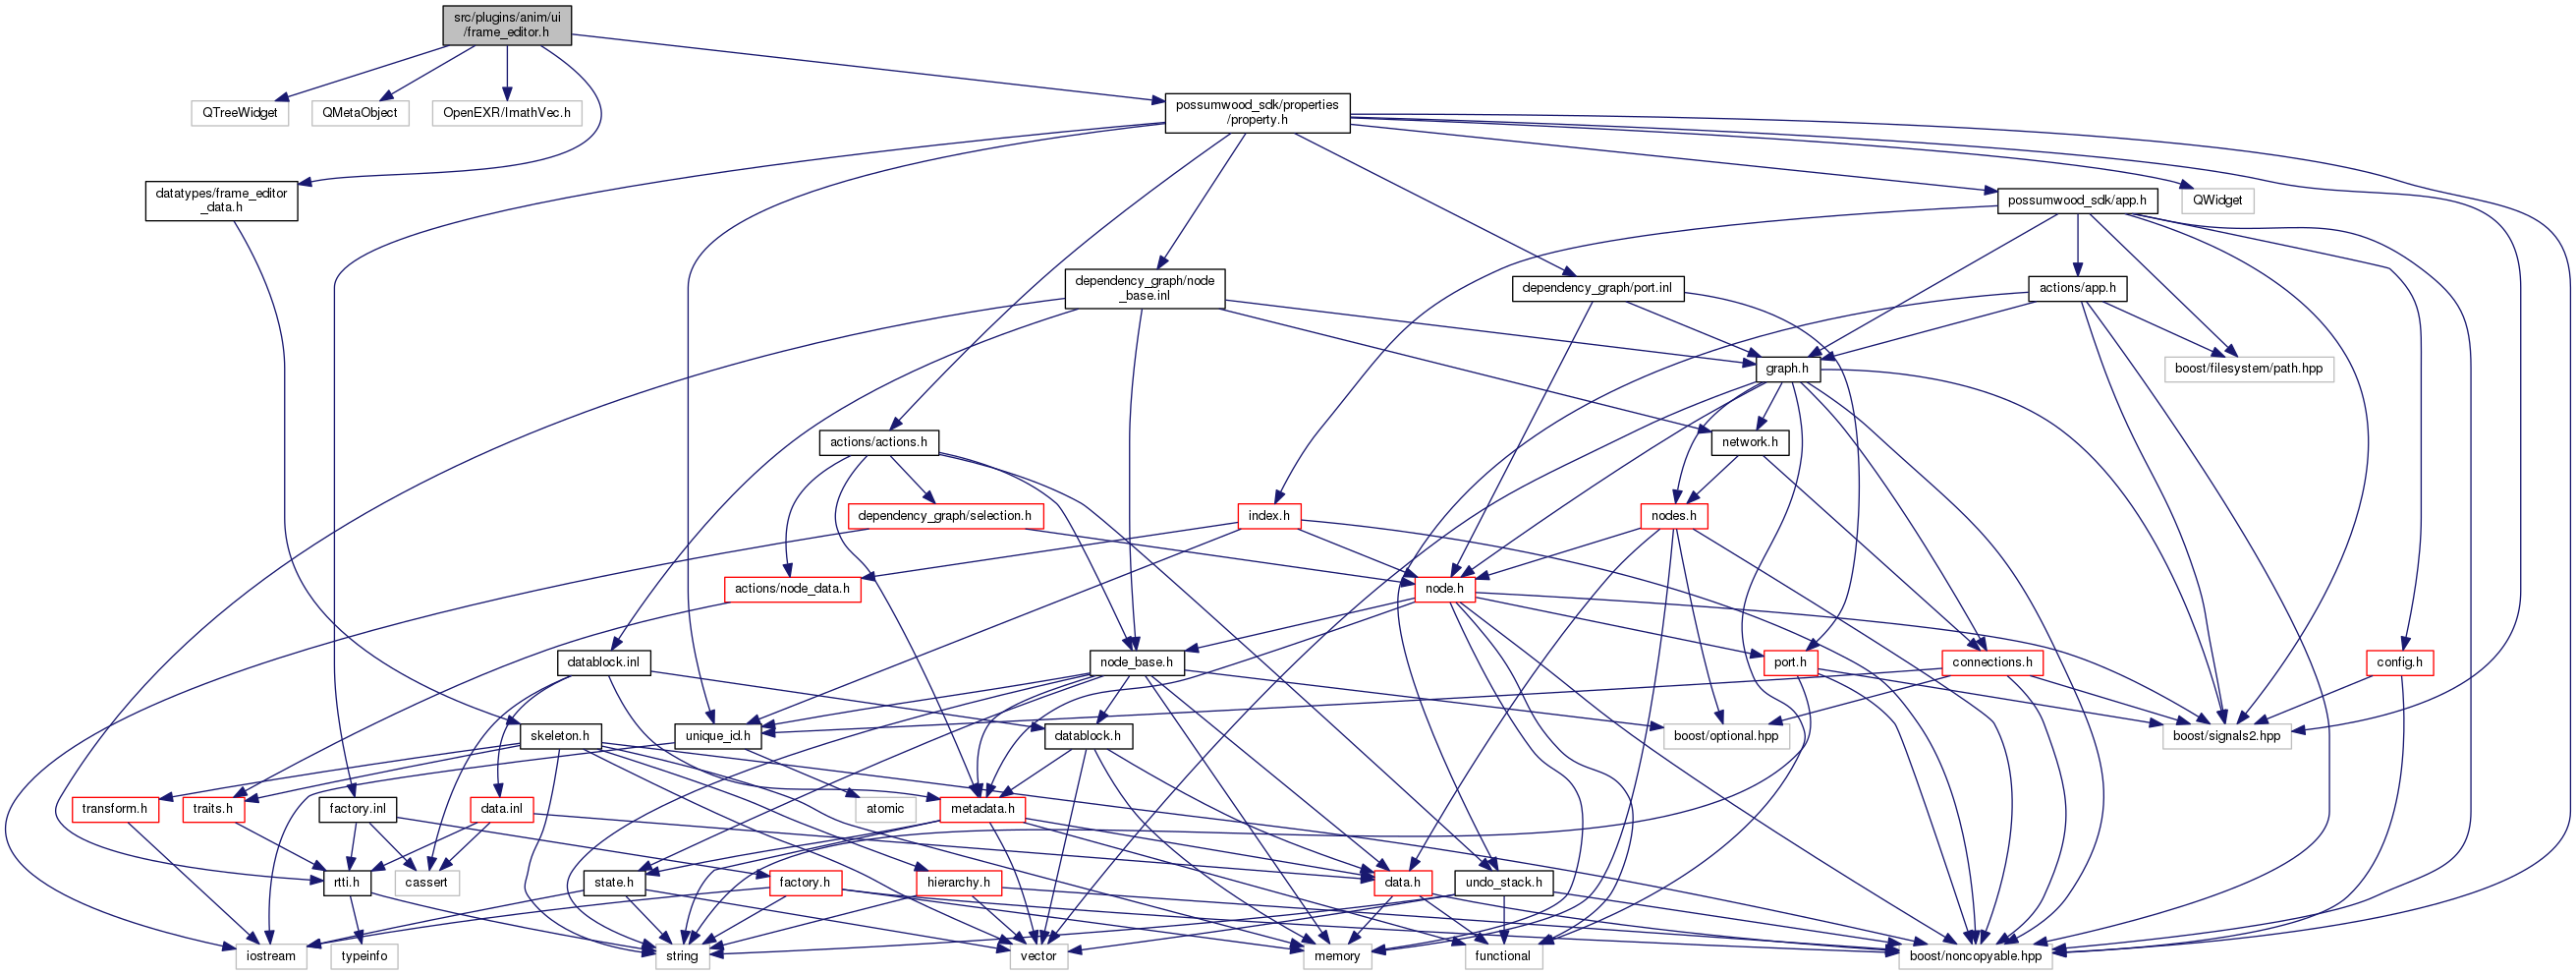 src/plugins/anim/ui
/frame_editor.h
QTreeWidget
QMetaObject
OpenEXR/ImathVec.h
possumwood_sdk/properties
/property.h
datatypes/frame_editor
_data.h
possumwood_sdk/app.h
QWidget
dependency_graph/node
_base.inl
dependency_graph/port.inl
actions/app.h
graph.h
boost/filesystem/path.hpp
actions/actions.h
network.h
dependency_graph/selection.h
index.h
nodes.h
actions/node_data.h
node.h
datablock.inl
node_base.h
port.h
connections.h
config.h
skeleton.h
unique_id.h
datablock.h
boost/optional.hpp
boost/signals2.hpp
transform.h
traits.h
factory.inl
data.inl
atomic
metadata.h
rtti.h
cassert
state.h
factory.h
hierarchy.h
data.h
undo_stack.h
iostream
typeinfo
string
vector
memory
functional
boost/noncopyable.hpp